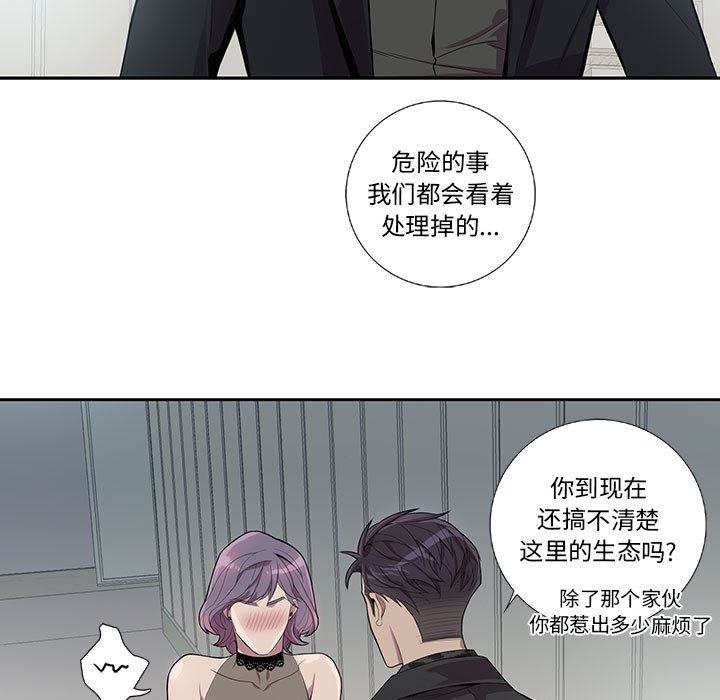 危险的事
我们都会看着
处理掉的...
你到现在
还搞不清楚
这里的生态吗?
除了那个家伙
你都惹出多少麻烦了